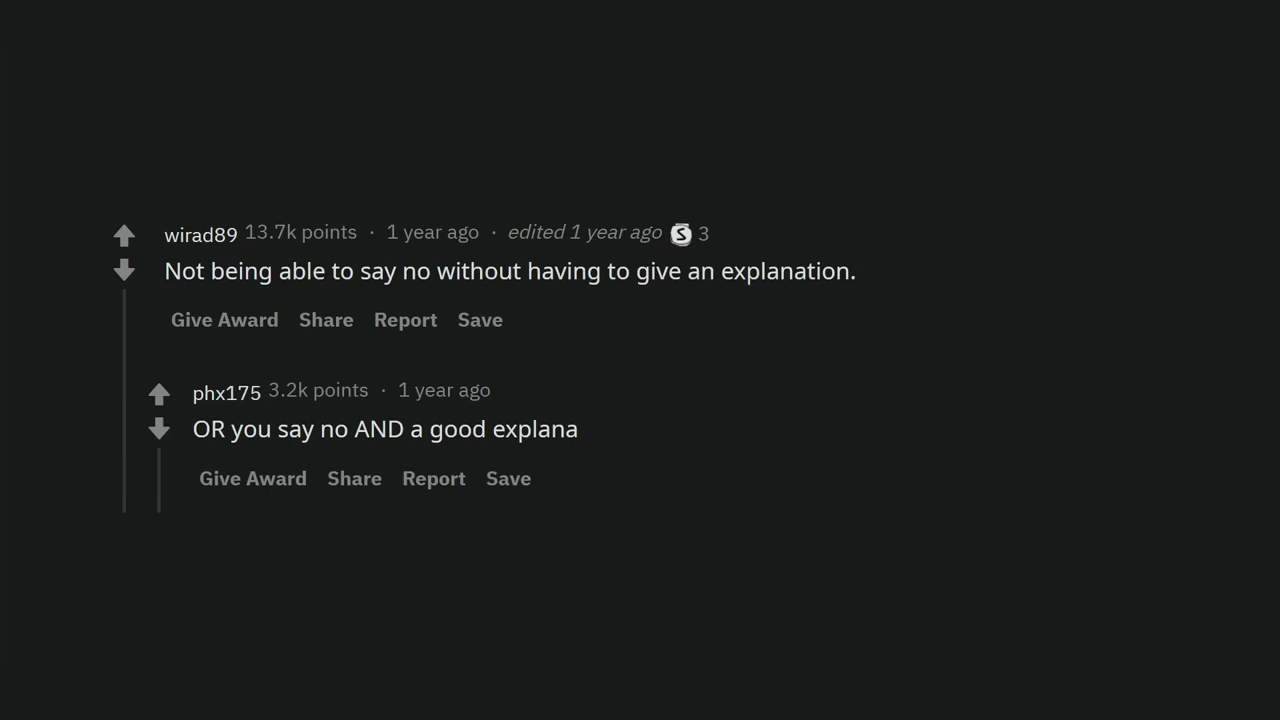 wirad89 13.7k points · 1 year ago · edited 1 year ago S 3
Not being able to say no without having to give an explanation.
Give Award Share Report Save
phx175 3.2k points · 1 year ago
OR you say no AND a good explana
Give Award Share Report Save